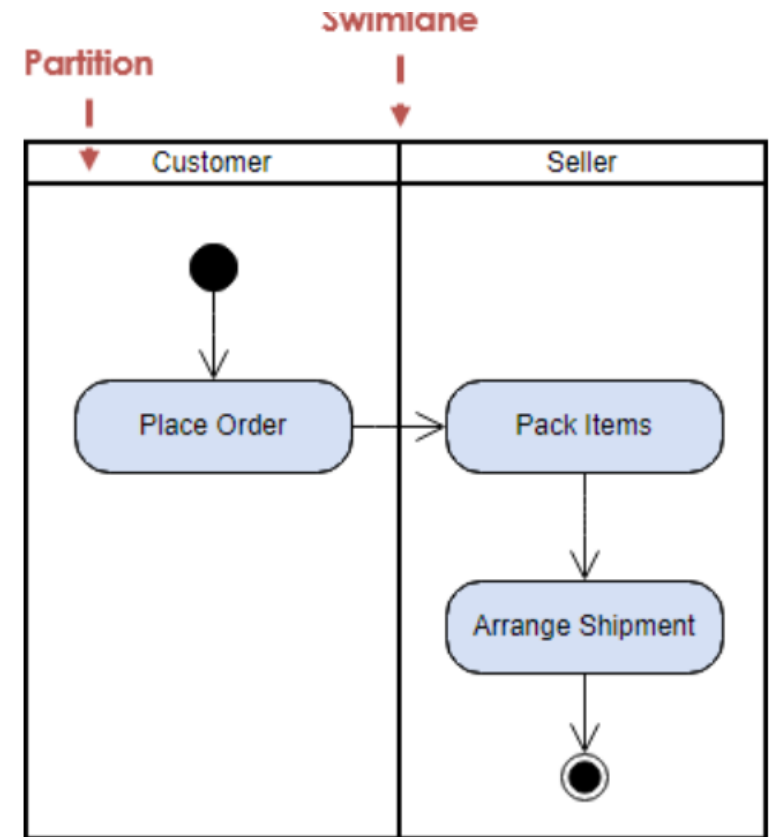 Swimlane
Partition
Customer
Seller
Place Order
Pack Items
Arrange Shipment